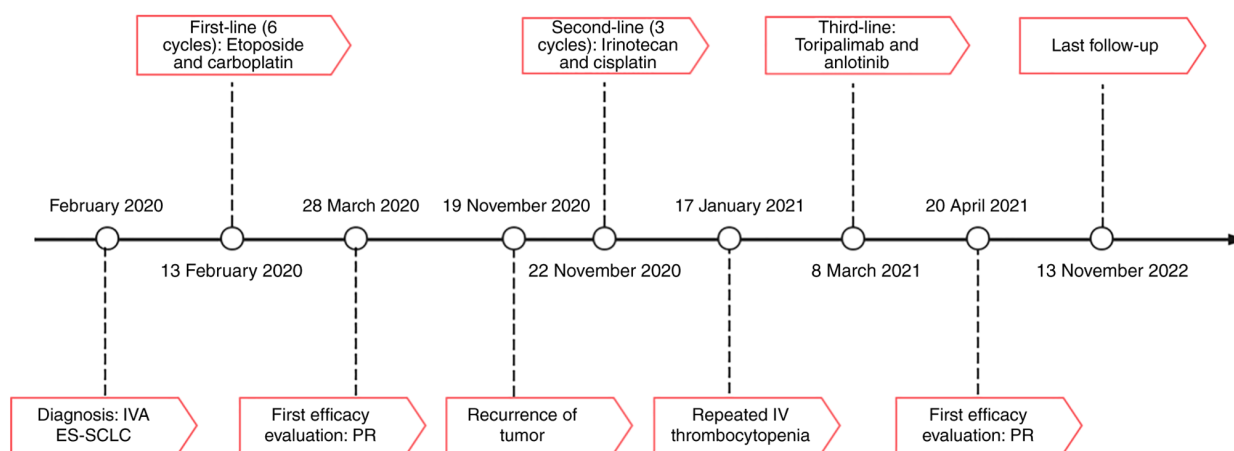 First-line (6
cycles): Etoposide
and carboplatin
Second-line (3
cycles): Irinotecan
and cisplatin
Third-line:
Toripalimab and
anlotinib
Last follow-up
February 2020
28 March 2020
19 November 2020
17 January 2021
20 April 2021
13 February 2020
22 November 2020
8 March 2021
13 November 2022
Diagnosis: IVA
ES-SCLC
First efficacy
evaluation: PR
Recurrence of
tumor
Repeated IV
thrombocytopenia
First efficacy
evaluation: PR